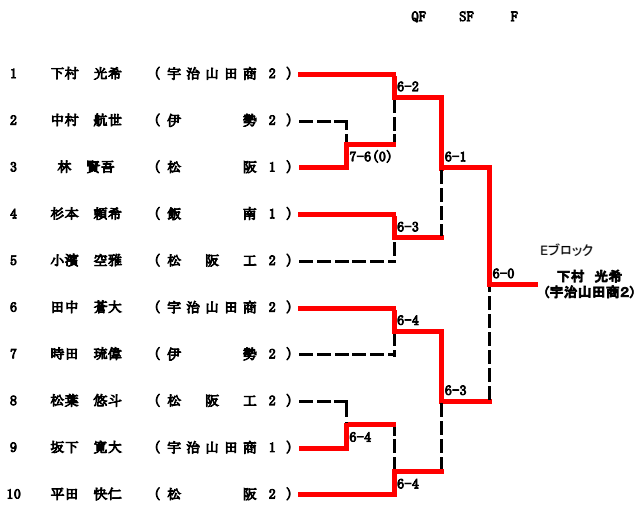 QF SF F
1 下村 光希 (宇治山田商 2)
6-2
2 中村 航世 (伊 勢 2)
7-6(0)
3 林 賢吾 (松 阪 1)
6-1
4 杉本 頼希 (飯 南 1)
6-3
5 小濱 空雅 (松 阪 工 2)
Eブロック
6-0
下村 光希
(宇治山田商2)
6 田中 蒼大 (宇治山田商 2)
6-4
7 時田 琉偉 (伊 勢 2)
6-3
8 松葉 悠斗 (松 阪 工 2)
6-4
9 坂下 寛大 (宇治山田商 1)
6-4
10 平田 快仁 (松 阪 2)